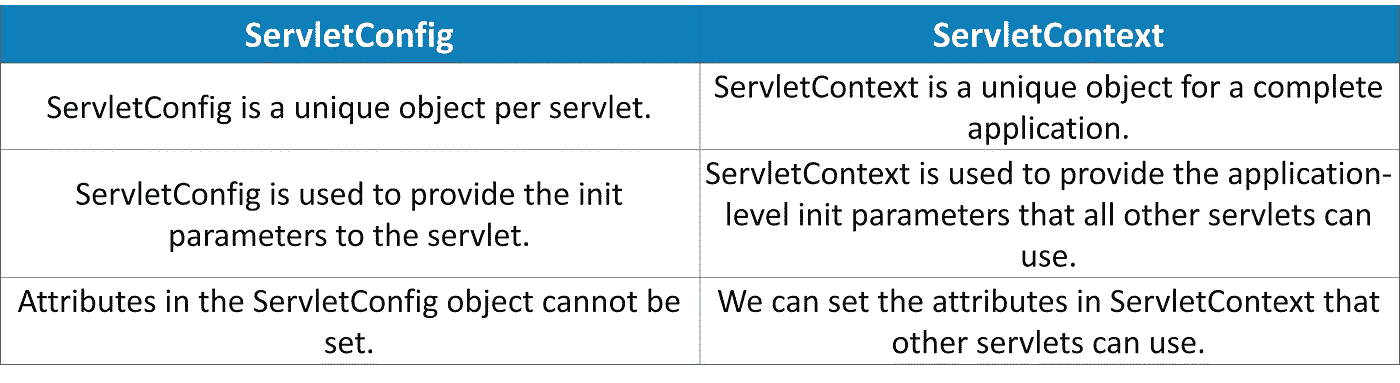 ServletConfig
ServletContext
ServletConfig is a unique object per servlet.
ServletContext is a unique object for a complete
application.
ServletConfig is used to provide the init
parameters to the servlet.
ServletContext is used to provide the application-
level init parameters that all other servlets can
use.
Attributes in the ServletConfig object cannot be
set.
We can set the attributes in ServletContext that
other servlets can use.